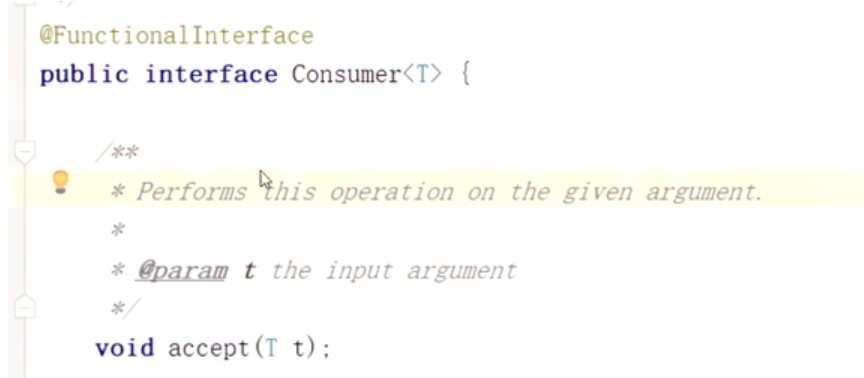 */
@FunctionalInterface
public interface Consumer<T> {
/**
* Performs this operation on the given argument.
*
* @param t the input argument
*/
void accept(T t);